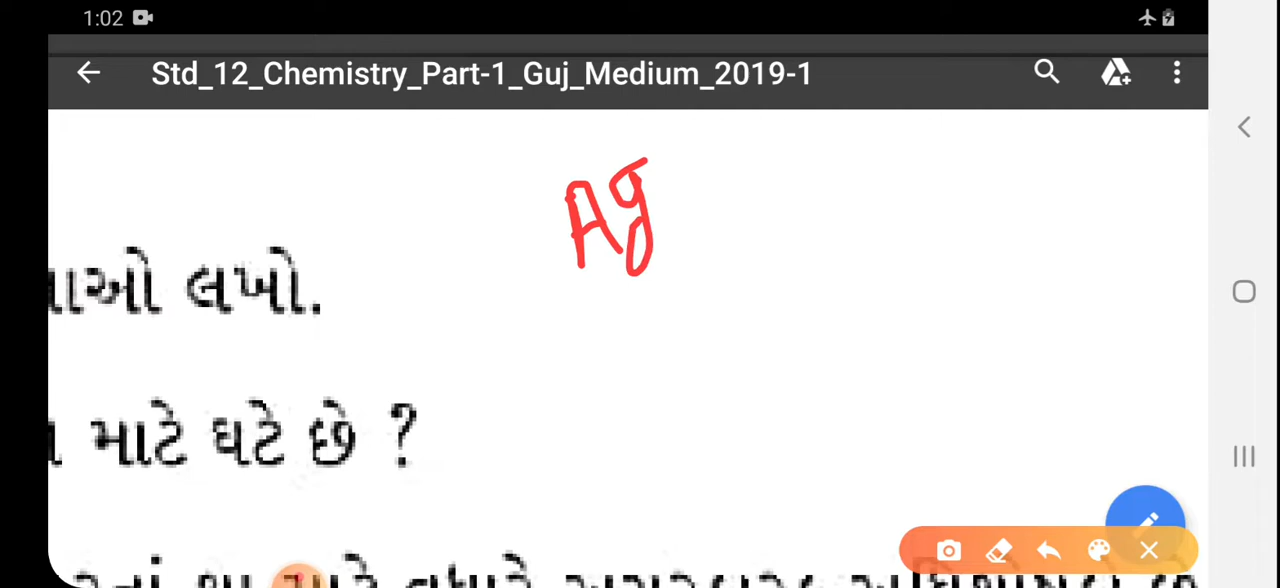 1:02
Std_12_Chemistry_Part-1_Guj_Medium_2019-1
Ag
લખો.
માટે ઘટે છે ?